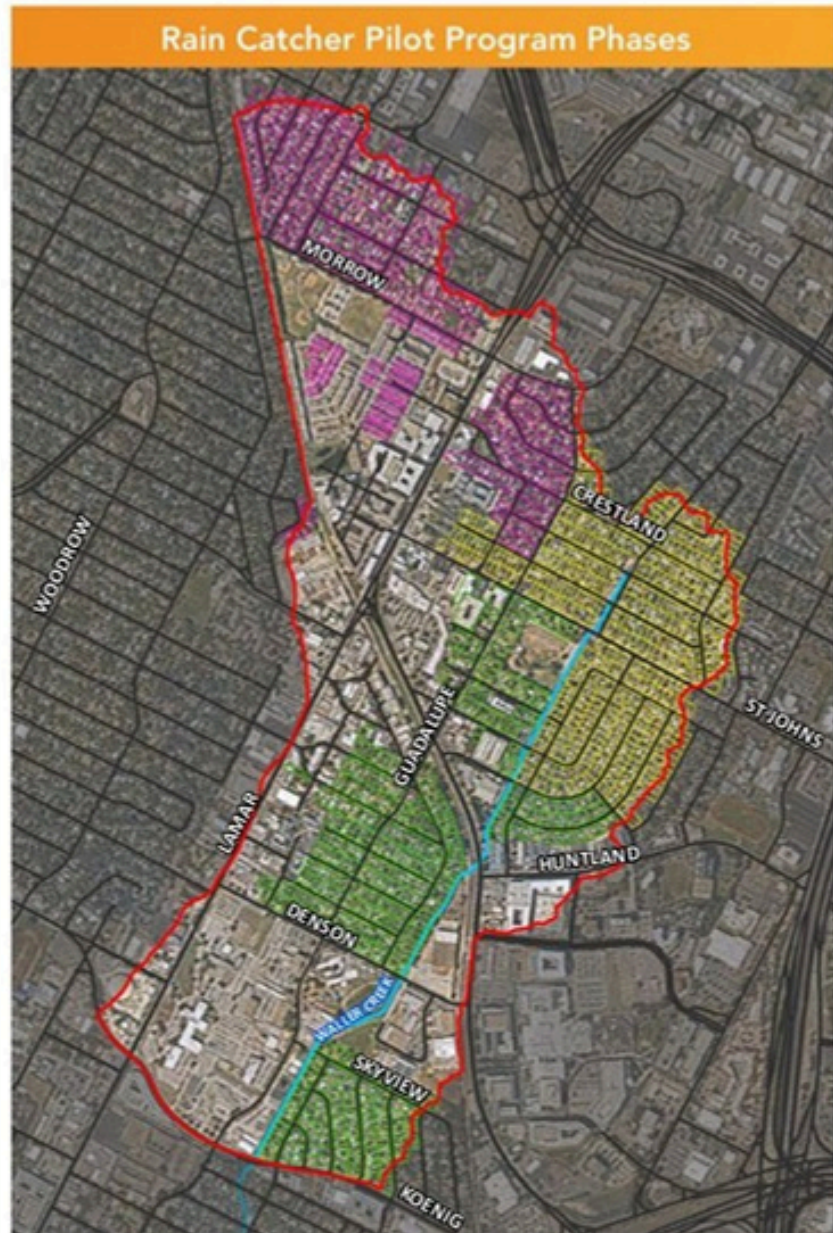 Rain Catcher Pilot Program Phases
MORROW
CRESTLAND
WOODROW
ST JOHNS
GUADALUPE
LAMAR
HUNTLAND
DENSON
WALLER CREEK
SKYVIEW
KOENIG